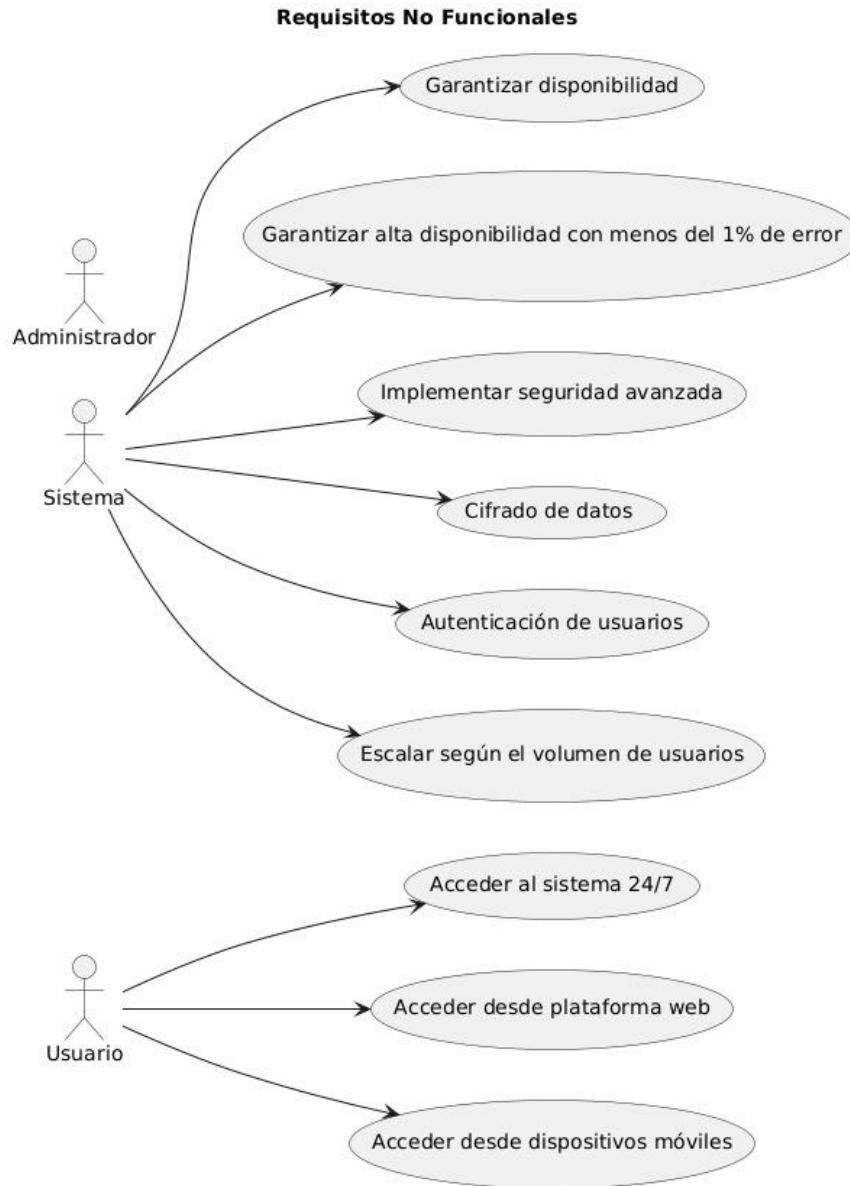 Requisitos No Funcionales
Garantizar disponibilidad
Garantizar alta disponibilidad con menos del 1% de error
Administrador
Implementar seguridad avanzada
Sistema
Cifrado de datos
Autenticación de usuarios
Escalar según el volumen de usuarios
Acceder al sistema 24/7
Acceder desde plataforma web
Usuario
Acceder desde dispositivos móviles